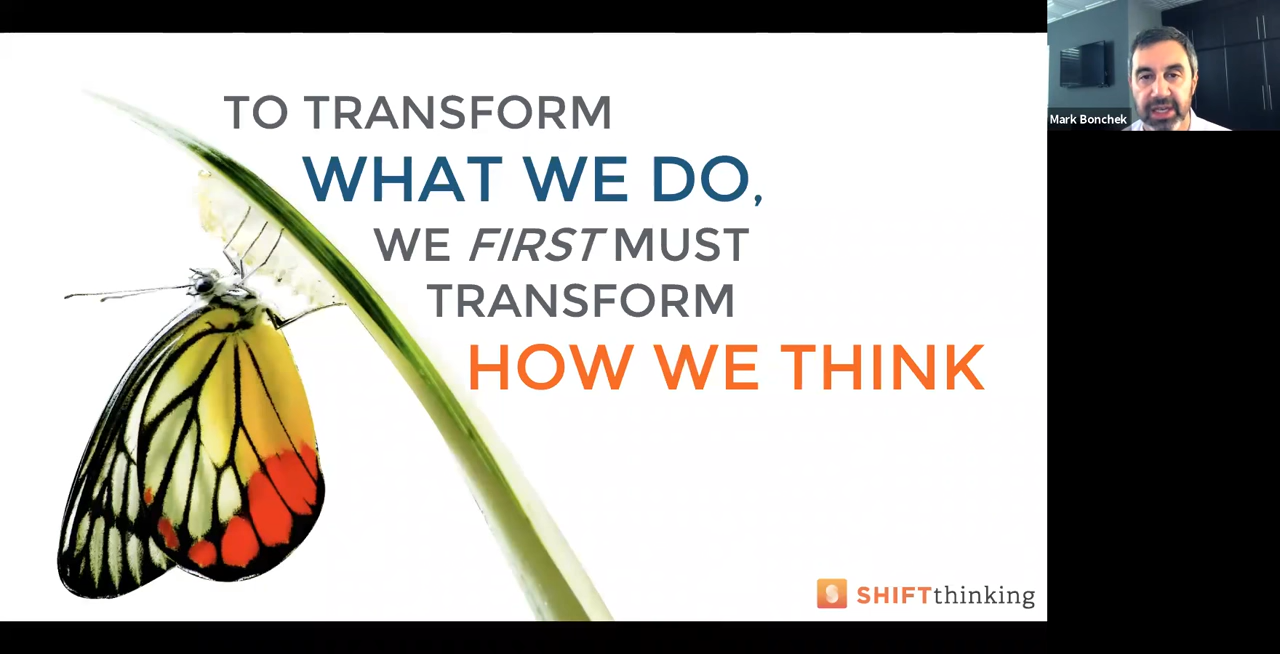 TO TRANSFORM
WHAT WE DO,
WE FIRST MUST
TRANSFORM
HOW WE THINK
SHIFTthinking
Mark Bonchek